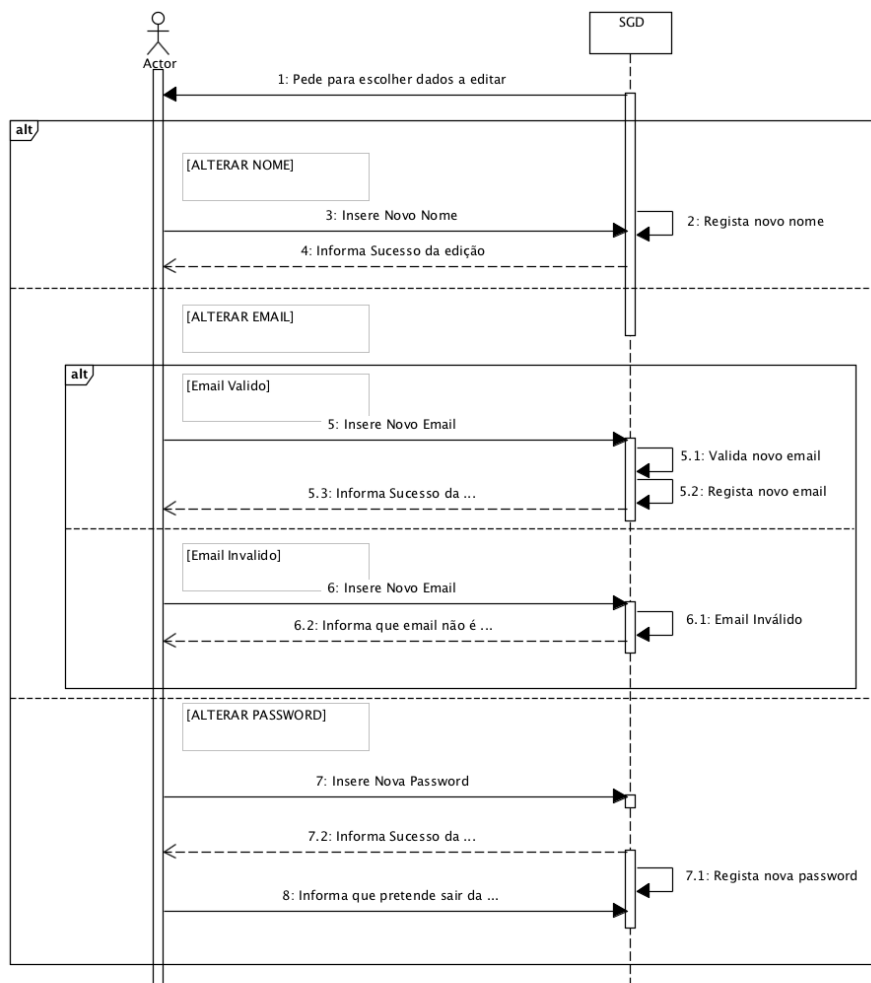 SGD
Actor
1: Pede para escolher dados a editar
alt
[ALTERAR NOME]
3: Insere Novo Nome
2: Regista novo nome
4: Informa Sucesso da edição
[ALTERAR EMAIL]
alt
[Email Valido]
5: Insere Novo Email
5.1: Valida novo email
5.2: Regista novo email
5.3: Informa Sucesso da ...
[Email Invalido]
6: Insere Novo Email
6.1: Email Inválido
6.2: Informa que email não é ...
[ALTERAR PASSWORD]
7: Insere Nova Password
7.2: Informa Sucesso da ...
7.1: Regista nova password
8: Informa que pretende sair da ...